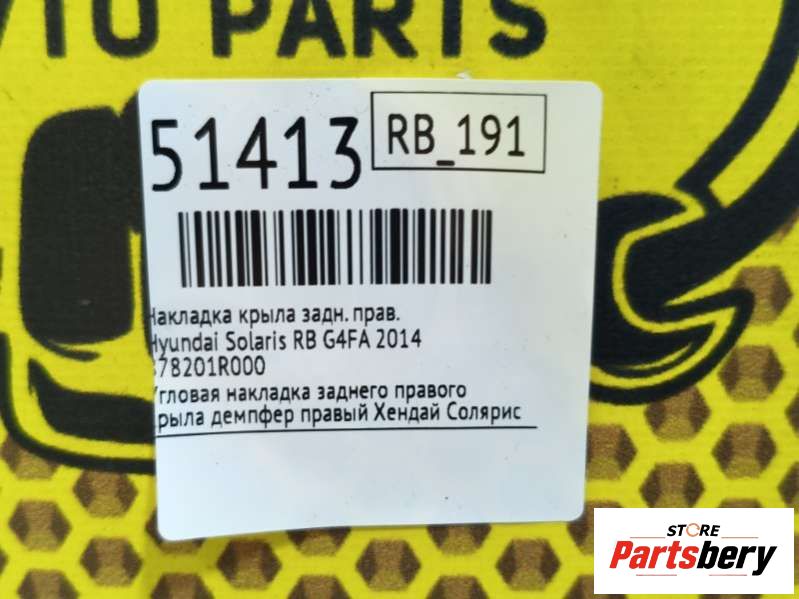 PARTS
51413
RB_191
Накладка крыла задн. прав.
Hyundai Solaris RB G4FA 2014
878201R000
Угловая накладка заднего правого
крыла демпфер правый Хендай Солярис
STORE
Partsbery